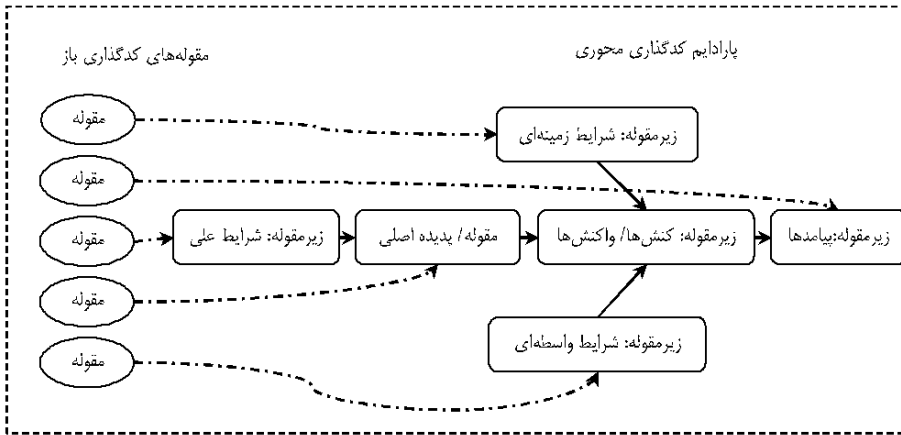 پارادایم کدگذاری محوری
مقوله‌های کدگذاری باز
مقوله
زیرمقوله: شرایط زمینه‌ای
مقوله
مقوله
زیرمقوله: شرایط علی
مقوله/ پدیده اصلی
زیرمقوله: کنش‌ها/ واکنش‌ها
زیرمقوله:پیامدها
مقوله
زیرمقوله: شرایط واسطه‌ای
مقوله